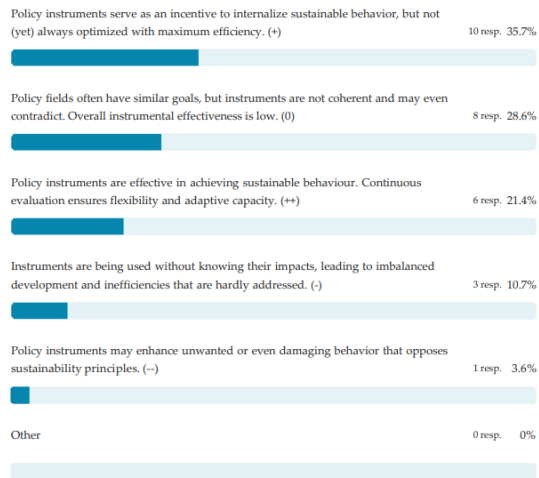 Policy instruments serve as an incentive to internalize sustainable behavior, but not
(yet) always optimized with maximum efficiency. (+) 10 resp. 35.7%
Policy fields often have similar goals, but instruments are not coherent and may even
contradict. Overall instrumental effectiveness is low. (0) 8 resp. 28.6%
Policy instruments are effective in achieving sustainable behaviour. Continuous
evaluation ensures flexibility and adaptive capacity. (++) 6 resp. 21.4%
Instruments are being used without knowing their impacts, leading to imbalanced
development and inefficiencies that are hardly addressed. (-) 3 resp. 10.7%
Policy instruments may enhance unwanted or even damaging behavior that opposes
sustainability principles. (--) 1 resp. 3.6%
Other 0 resp. 0%